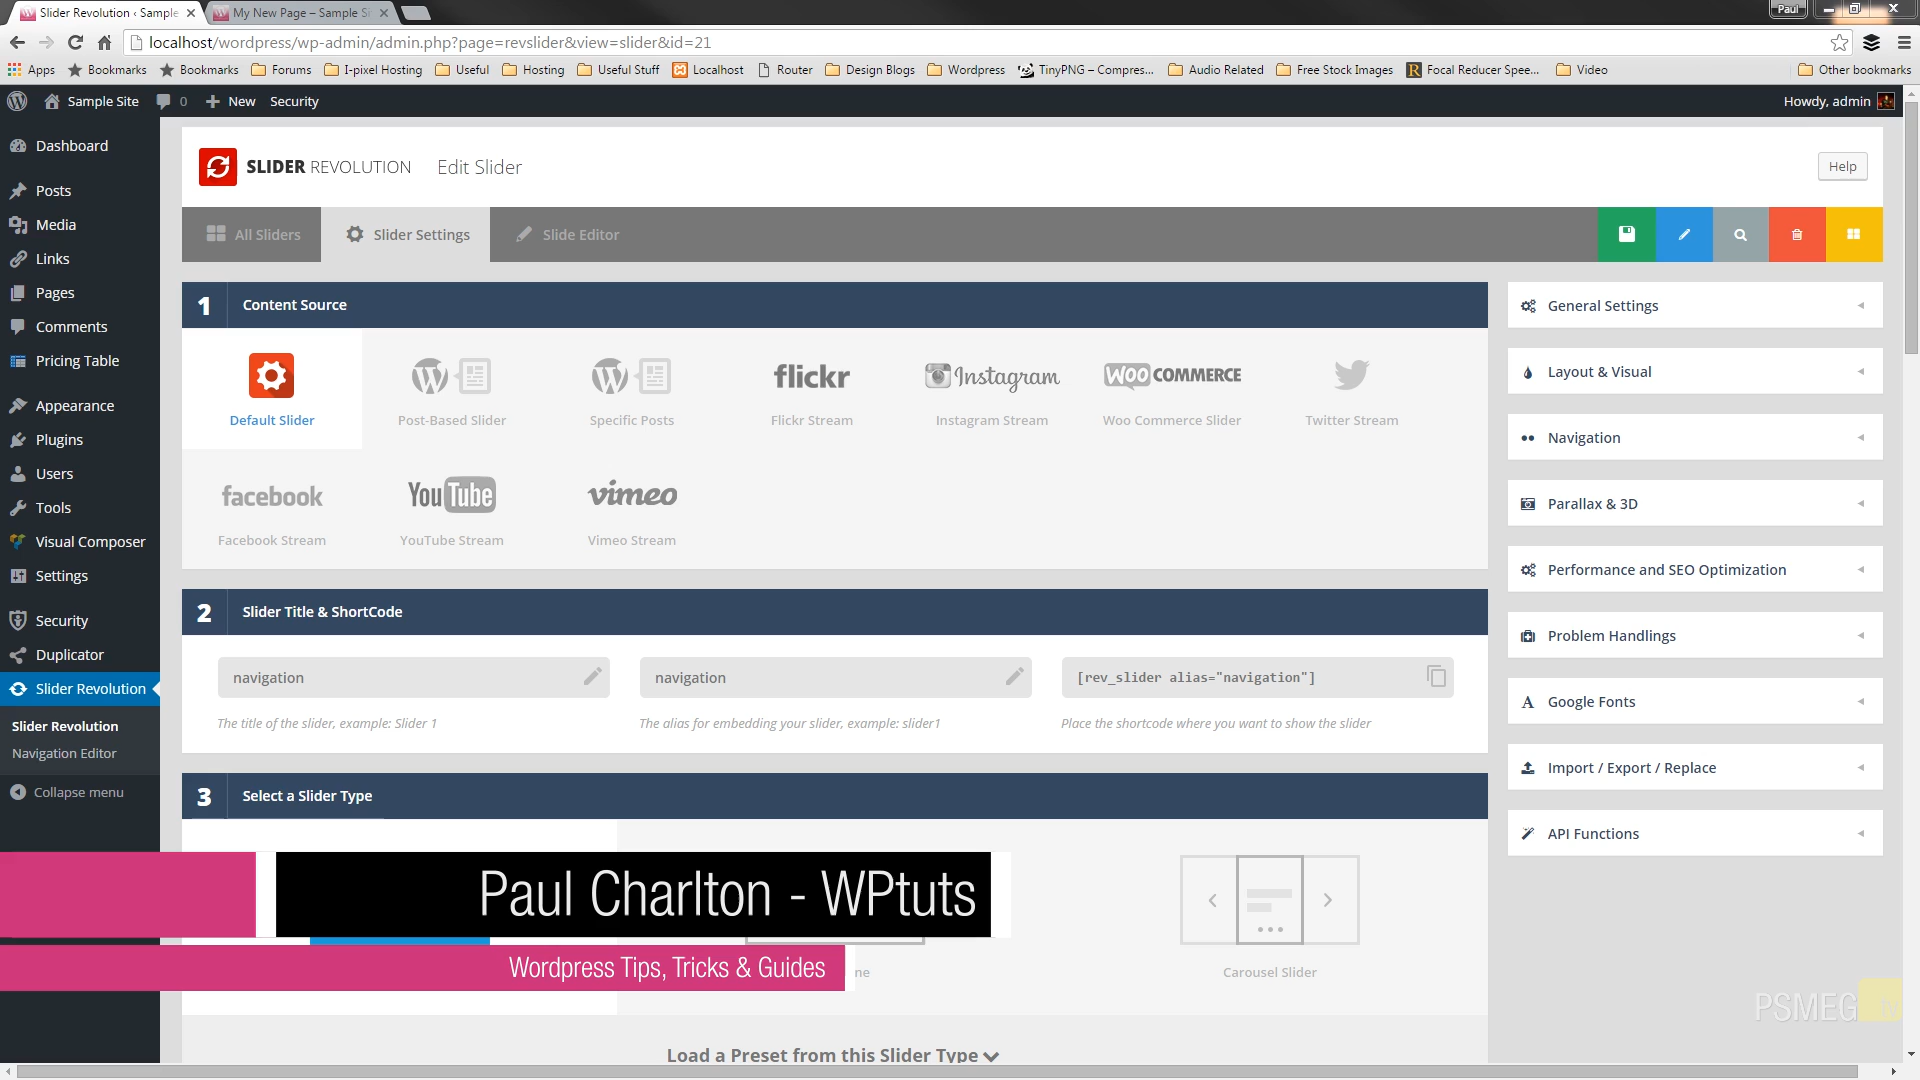 Slider Revolution ‹ Sample
My New Page – Sample Si
Paul
localhost/wordpress/wp-admin/admin.php?page=revslider&view=slider&id=21
Apps
Bookmarks
Bookmarks
Forums
I-pixel Hosting
Useful
Hosting
Useful Stuff
Localhost
Router
Design Blogs
Wordpress
TinyPNG – Compres...
Audio Related
Free Stock Images
Focal Reducer Spee...
Video
Other bookmarks
Sample Site
0
New
Security
Howdy, admin
Dashboard
Posts
Media
Links
Pages
Comments
Pricing Table
Appearance
Plugins
Users
Tools
Visual Composer
Settings
Security
Duplicator
Slider Revolution
Slider Revolution
Navigation Editor
Collapse menu
SLIDER REVOLUTION
Edit Slider
Help
All Sliders
Slider Settings
Slide Editor
1
Content Source
Default Slider
Post-Based Slider
Specific Posts
flickr
Flickr Stream
Instagram
Instagram Stream
WOO COMMERCE
Woo Commerce Slider
Twitter Stream
facebook
Facebook Stream
YouTube
YouTube Stream
vimeo
Vimeo Stream
2
Slider Title & ShortCode
navigation
navigation
[rev_slider alias="navigation"]
The title of the slider, example: Slider 1
The alias for embedding your slider, example: slider1
Place the shortcode where you want to show the slider
3
Select a Slider Type
Carousel Slider
Load a Preset from this Slider Type
General Settings
Layout & Visual
Navigation
Parallax & 3D
Performance and SEO Optimization
Problem Handlings
Google Fonts
Import / Export / Replace
API Functions
Paul Charlton - WPtuts
Wordpress Tips, Tricks & Guides
PSMEG